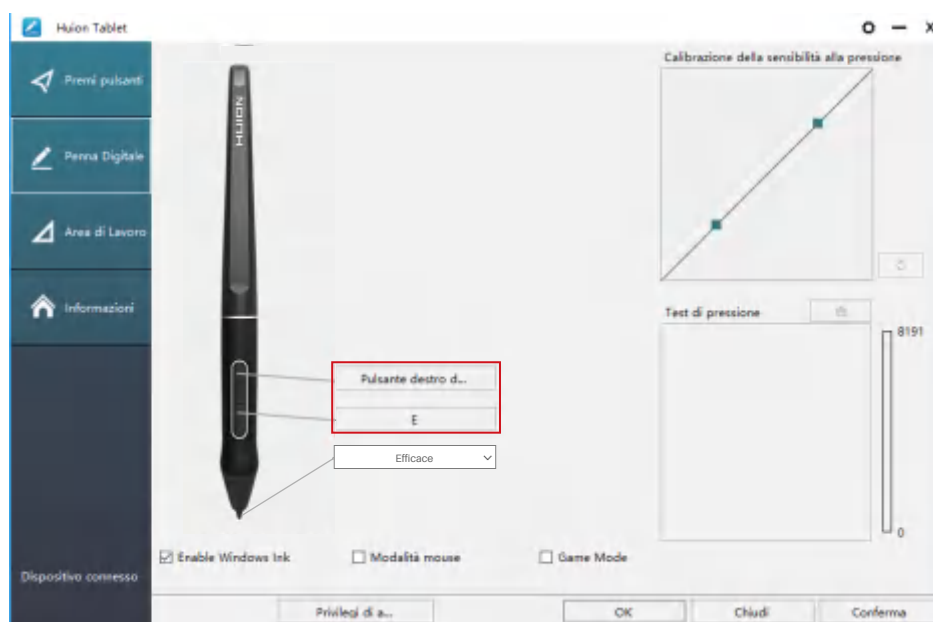 Huion Tablet
Premi pulsanti
Penna Digitale
Area di Lavoro
Informazioni
Dispositivo connesso
HUION
Pulsante destro d...
E
Efficace
Enable Windows Ink
Modalità mouse
Game Mode
Calibrazione della sensibilità alla pressione
Test di pressione
8191
0
Privilegi di a...
OK
Chiudi
Conferma